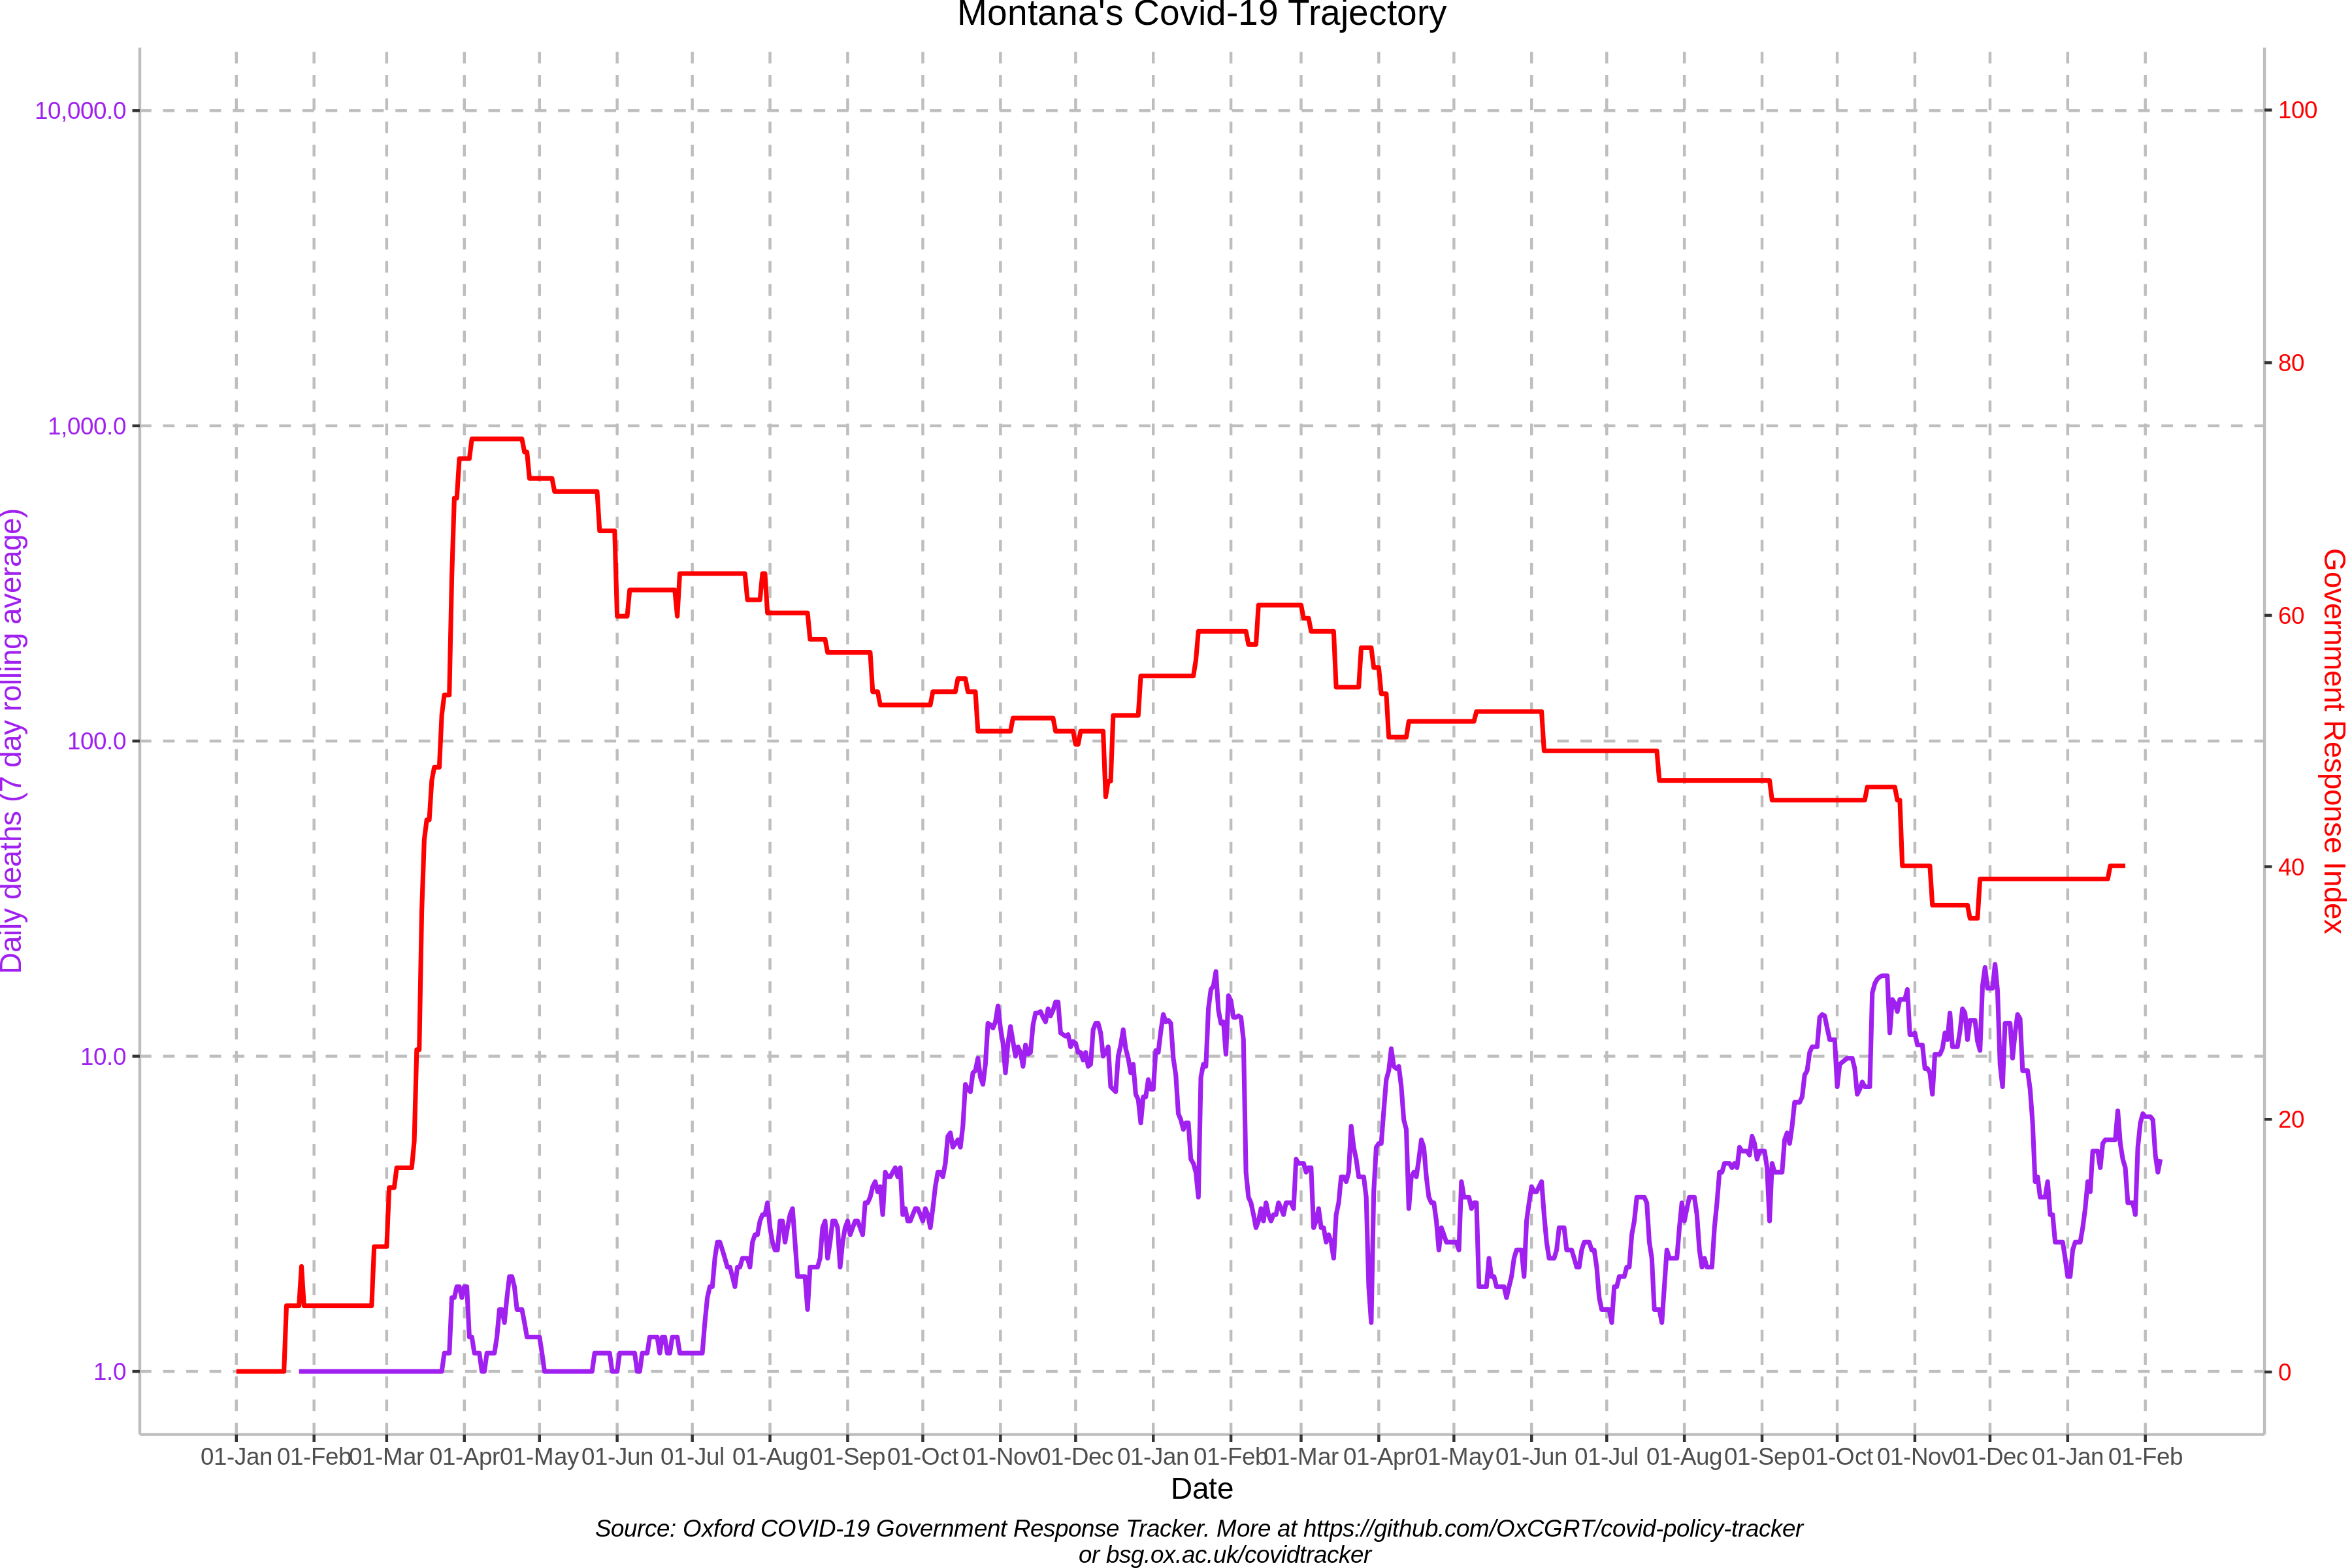 Montana's Covid-19 Trajectory
10,000.0
1,000.0
100.0
10.0
1.0
Daily deaths (7 day rolling average)
100
80
60
40
20
0
Government Response Index
01-Jan 01-Feb 01-Mar 01-Apr 01-May 01-Jun 01-Jul 01-Aug 01-Sep 01-Oct 01-Nov 01-Dec 01-Jan 01-Feb 01-Mar 01-Apr 01-May 01-Jun 01-Jul 01-Aug 01-Sep 01-Oct 01-Nov 01-Dec 01-Jan 01-Feb
Date
Source: Oxford COVID-19 Government Response Tracker. More at https://github.com/OxCGRT/covid-policy-tracker
or bsg.ox.ac.uk/covidtracker